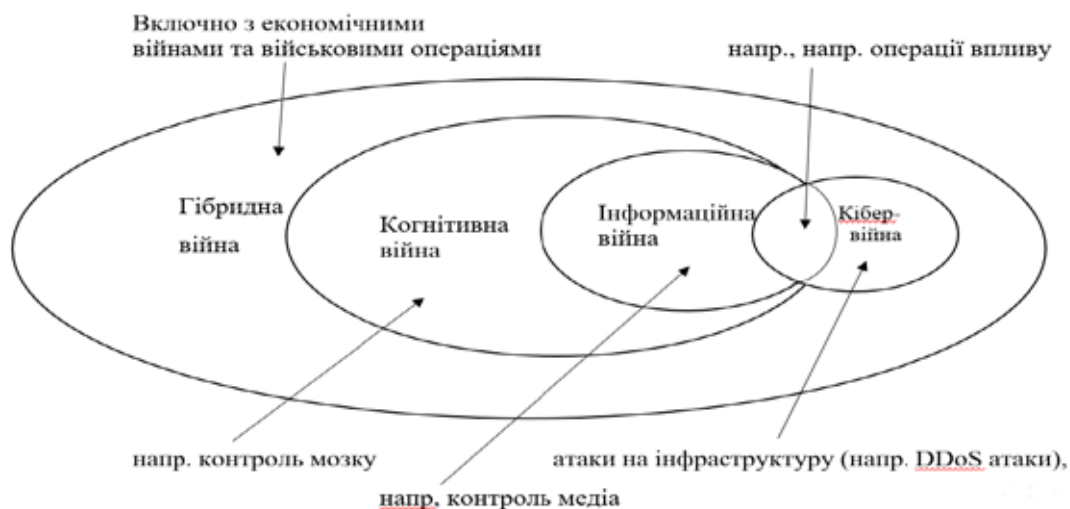 Включно з економічними
війнами та військовими операціями
напр., напр. операції впливу
Гібридна
війна
Когнітивна
війна
Інформаційна
війна
Кібер-
війна
напр. контроль мозку
атаки на інфраструктуру (напр. DDoS атаки),
напр, контроль медіа